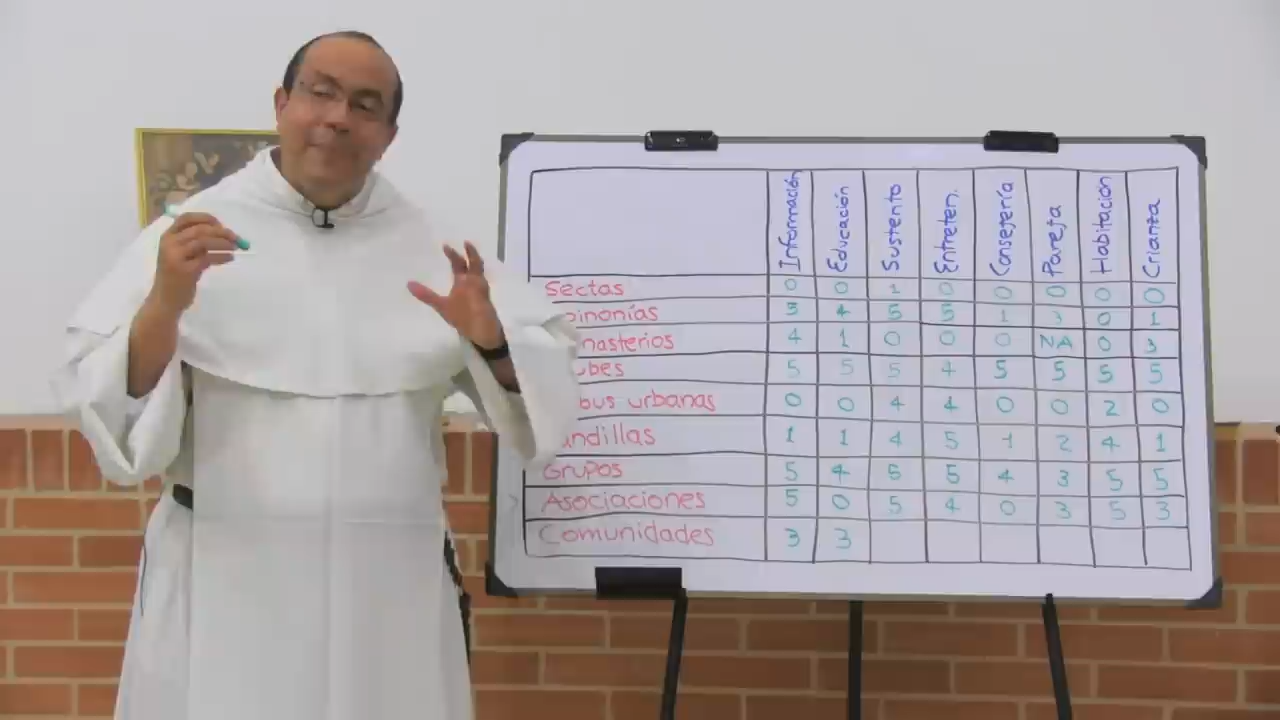 Información Educación Sustento Entreten. Consejería Pareja Habitación Crianza
Sectas 0 0 1 0 0 0 0 0
3 4 5 5 1 3 0 1
nasterios 4 1 0 0 0 NA 0 3
bes 5 5 5 4 5 5 5 5
bus urbanas 0 0 4 4 0 0 2 0
andillas 1 1 4 5 1 2 4 1
Grupos 5 4 5 5 4 3 5 5
Asociaciones 5 0 5 4 0 3 5 3
Comunidades 3 3